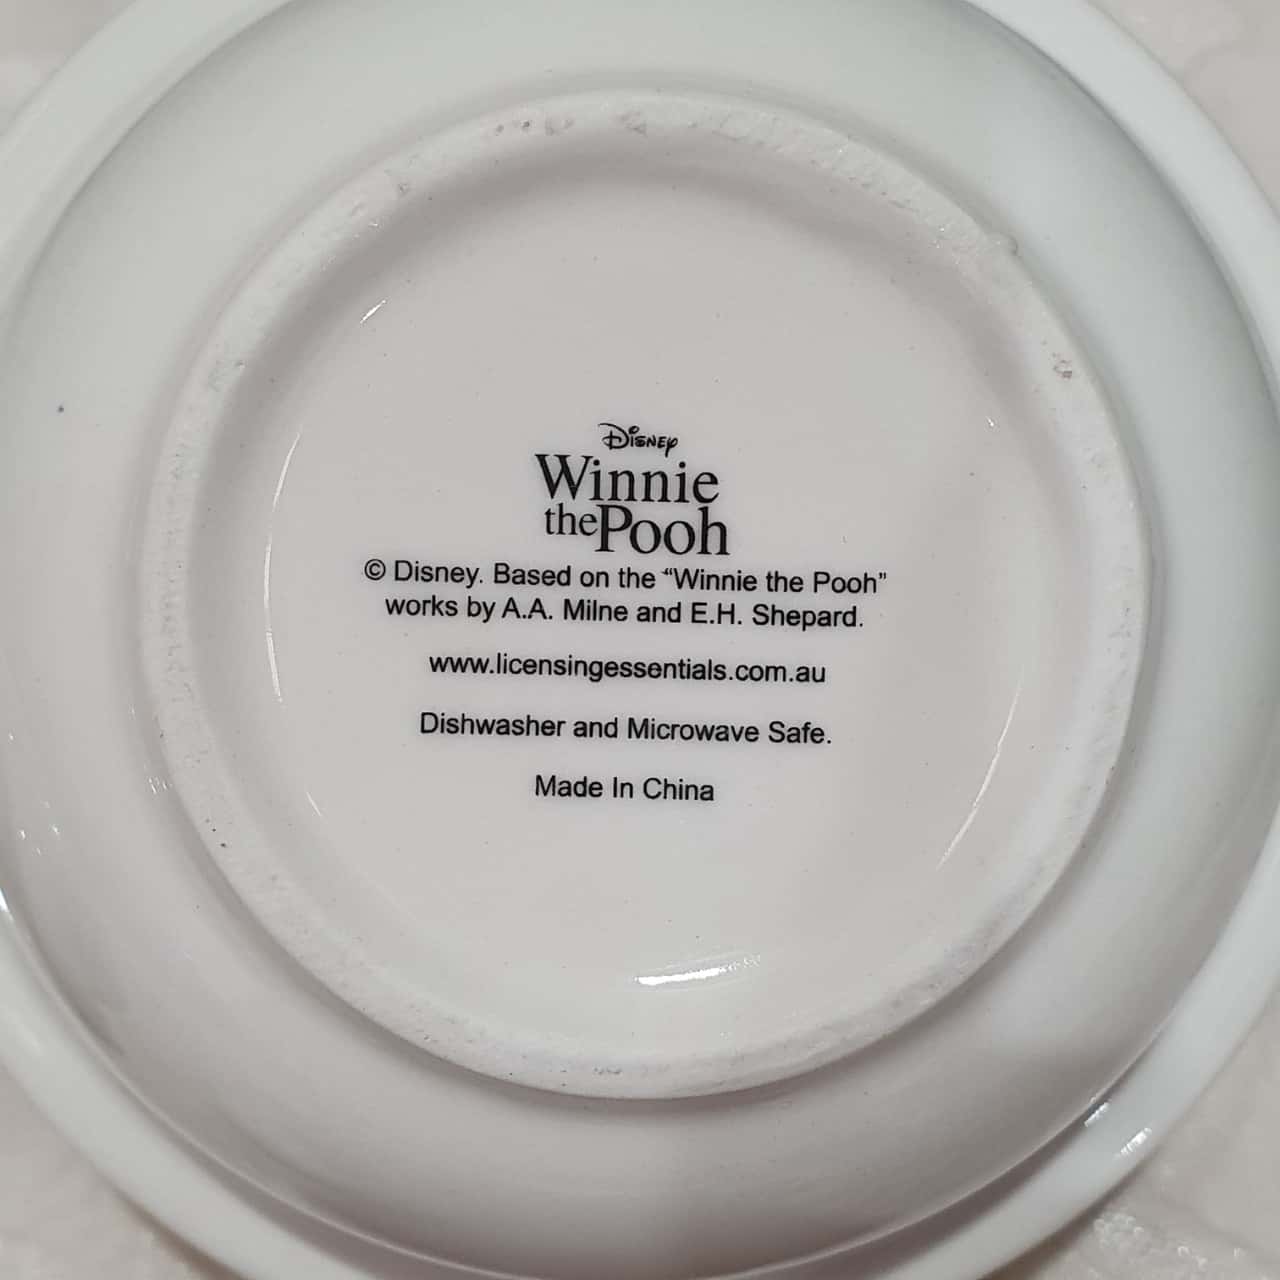 Disney
Winnie
the Pooh
© Disney. Based on the “Winnie the Pooh”
works by A.A. Milne and E.H. Shepard.
www.licensingessentials.com.au
Dishwasher and Microwave Safe.
Made In China